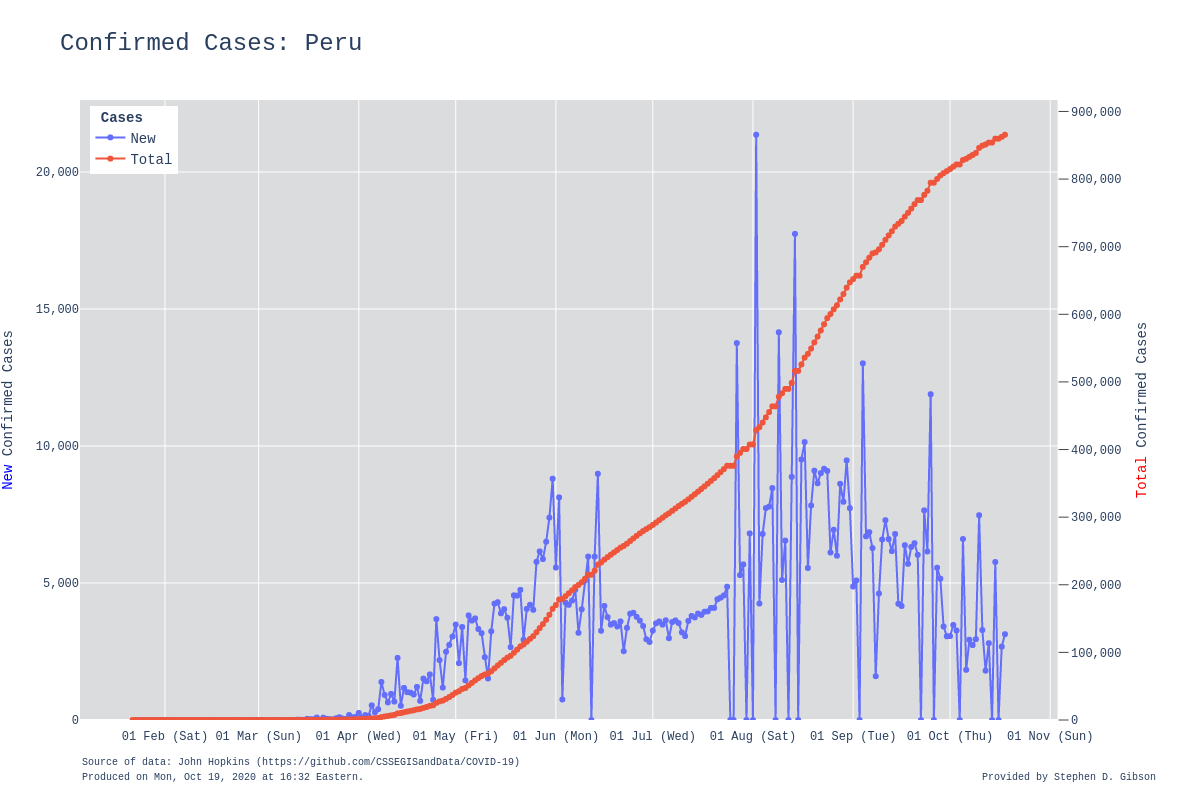 Confirmed Cases: Peru
Cases
New
Total
20,000
15,000
10,000
5,000
0
New Confirmed Cases
900,000
800,000
700,000
600,000
500,000
400,000
300,000
200,000
100,000
0
Total Confirmed Cases
01 Feb (Sat) 01 Mar (Sun) 01 Apr (Wed) 01 May (Fri) 01 Jun (Mon) 01 Jul (Wed) 01 Aug (Sat) 01 Sep (Tue) 01 Oct (Thu) 01 Nov (Sun)
Source of data: John Hopkins (https://github.com/CSSEGISandData/COVID-19)
Produced on Mon, Oct 19, 2020 at 16:32 Eastern.
Provided by Stephen D. Gibson